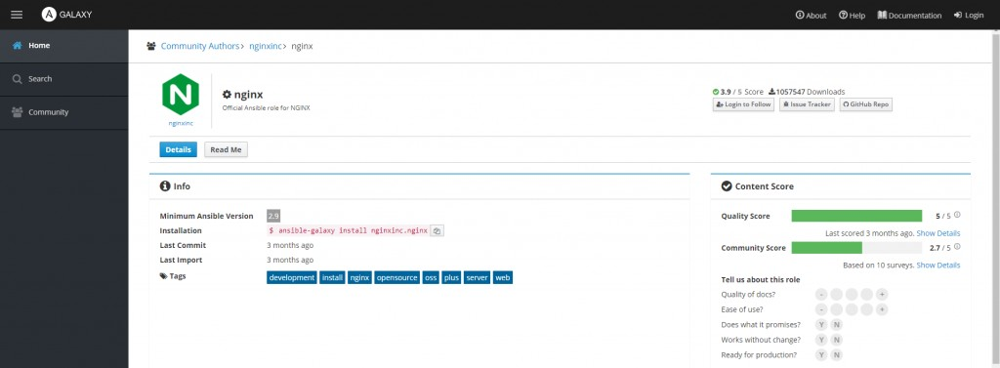 GALAXY
About Help Documentation Login
Home
Search
Community
Community Authors > nginxinc > nginx
nginxinc
nginx
Official Ansible role for NGINX
3.9 / 5 Score 1057547 Downloads
Login to Follow Issue Tracker GitHub Repo
Details Read Me
Info
Minimum Ansible Version 2.9
Installation $ ansible-galaxy install nginxinc.nginx
Last Commit 3 months ago
Last Import 3 months ago
Tags development install nginx opensource oss plus server web
Content Score
Quality Score 5 / 5
Last scored 3 months ago. Show Details
Community Score 2.7 / 5
Based on 10 surveys. Show Details
Tell us about this role
Quality of docs? - +
Ease of use? - +
Does what it promises? Y N
Works without change? Y N
Ready for production? Y N